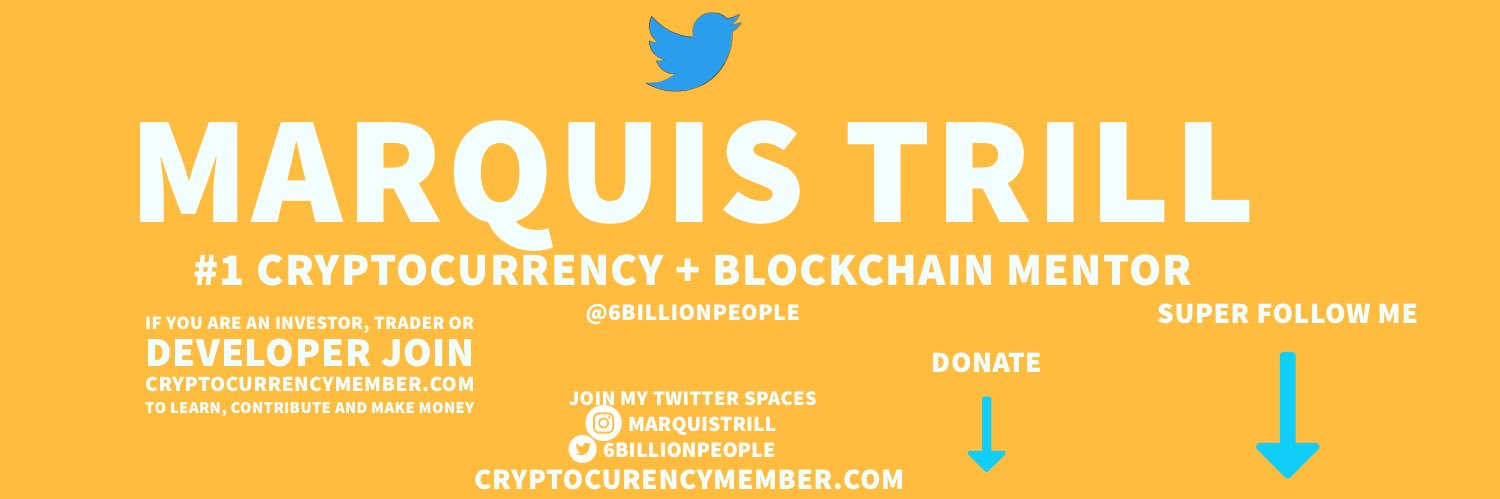 MARQUIS TRILL
#1 CRYPTOCURRENCY + BLOCKCHAIN MENTOR
@6BILLIONPEOPLE
SUPER FOLLOW ME
IF YOU ARE AN INVESTOR, TRADER OR
DEVELOPER JOIN
CRYPTOCURRENCYMEMBER.COM
TO LEARN, CONTRIBUTE AND MAKE MONEY
DONATE
JOIN MY TWITTER SPACES
MARQUISTRILL
6BILLIONPEOPLE
CRYPTOCURENCYMEMBER.COM